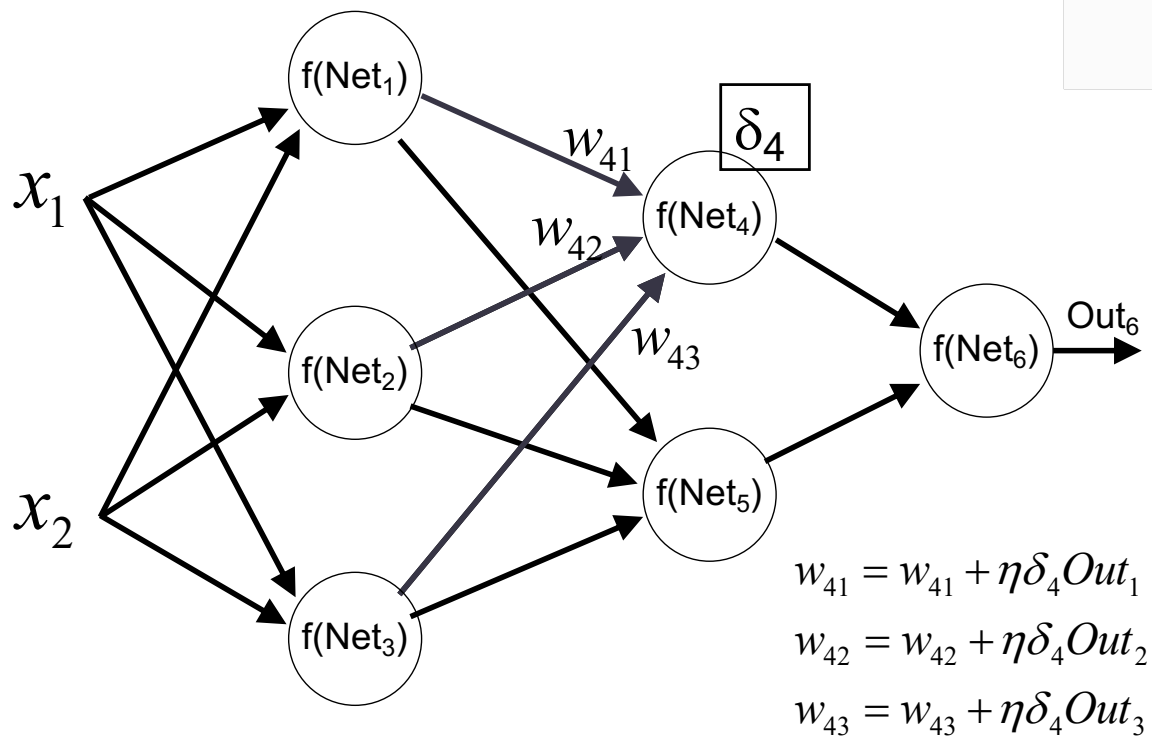 f(Net₁)
δ₄
w₄₁
x₁
f(Net₄)
w₄₂
Out₆
w₄₃
f(Net₆)
f(Net₂)
f(Net₅)
x₂
w₄₁ = w₄₁ + ηδ₄Out₁
f(Net₃)
w₄₂ = w₄₂ + ηδ₄Out₂
w₄₃ = w₄₃ + ηδ₄Out₃